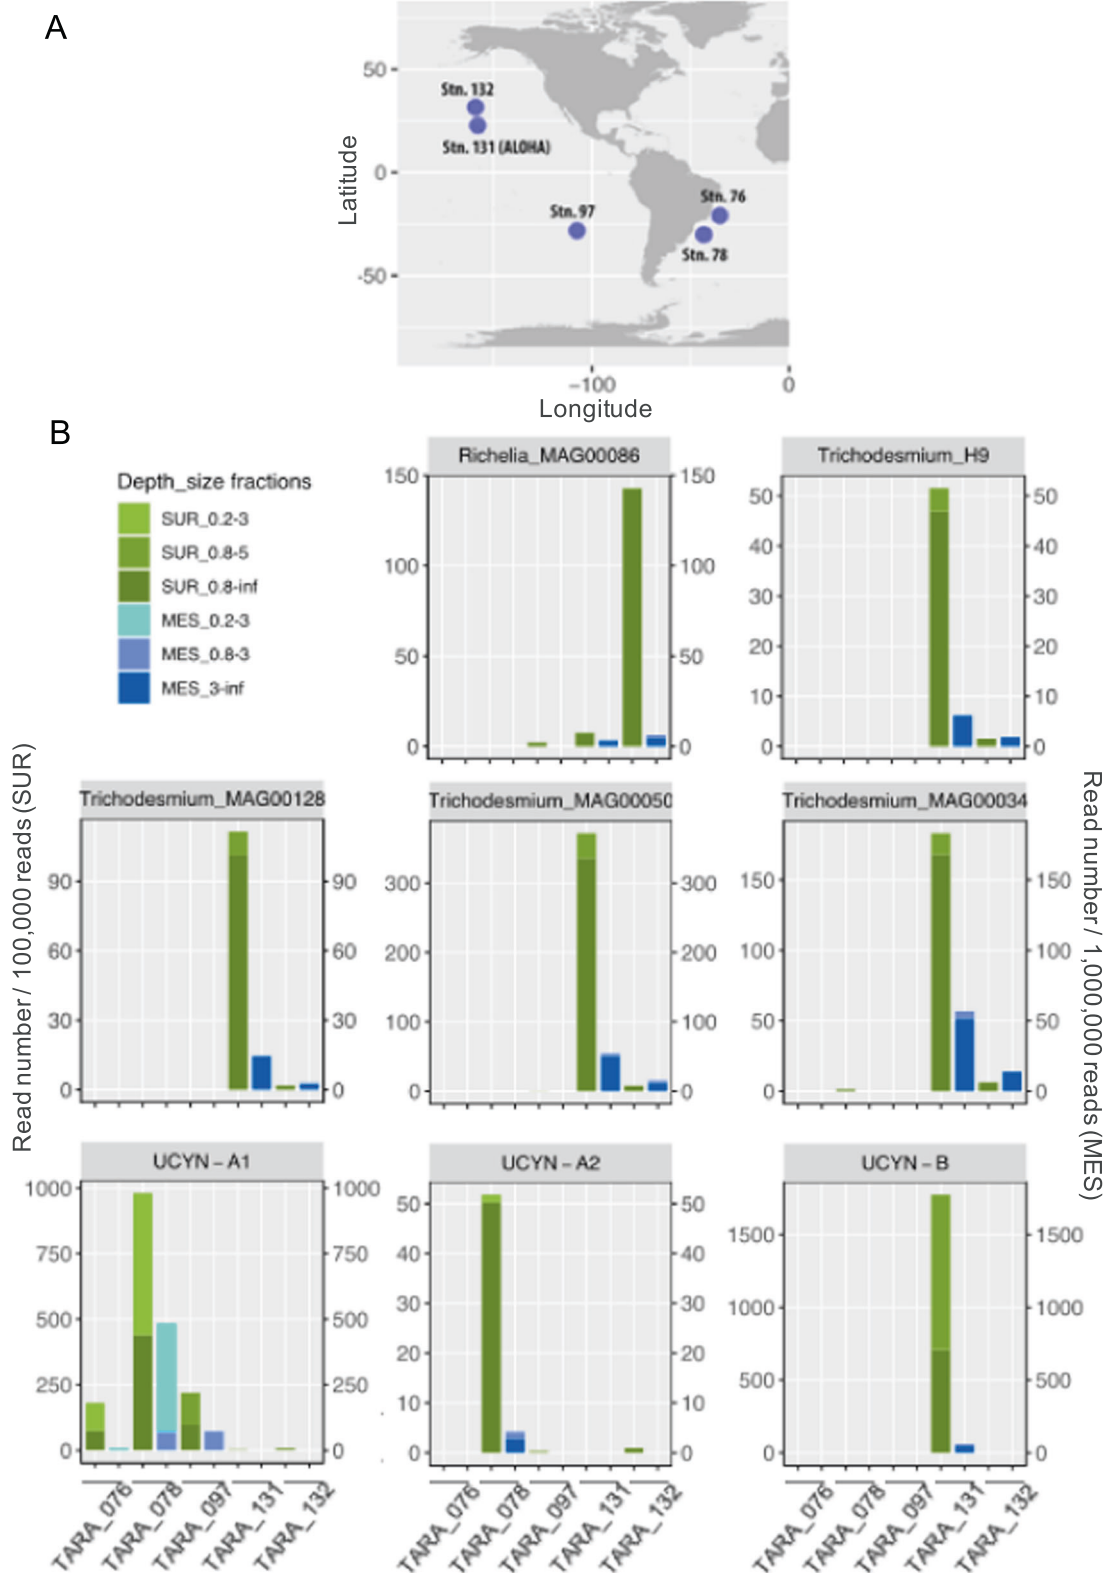 A
50
0
-50
Latitude
Stn. 132
Stn. 131 (ALOHA)
Stn. 97
Stn. 76
Stn. 78
−100
0
Longitude
B
Depth_size fractions
SUR_0.2-3
SUR_0.8-5
SUR_0.8-inf
MES_0.2-3
MES_0.8-3
MES_3-inf
Read number / 100,000 reads (SUR)
Read number / 1,000,000 reads (MES)
Richelia_MAG00086
150
100
50
0
150
100
50
0
Trichodesmium_H9
50
40
30
20
10
0
50
40
30
20
10
0
Trichodesmium_MAG00128
90
60
30
0
90
60
30
0
Trichodesmium_MAG00050
300
200
100
0
300
200
100
0
Trichodesmium_MAG00034
150
100
50
0
150
100
50
0
UCYN – A1
1000
750
500
250
0
1000
750
500
250
0
UCYN – A2
50
40
30
20
10
0
50
40
30
20
10
0
UCYN – B
1500
1000
500
0
1500
1000
500
0
TARA_076
TARA_078
TARA_097
TARA_131
TARA_132
TARA_076
TARA_078
TARA_097
TARA_131
TARA_132
TARA_076
TARA_078
TARA_097
TARA_131
TARA_132